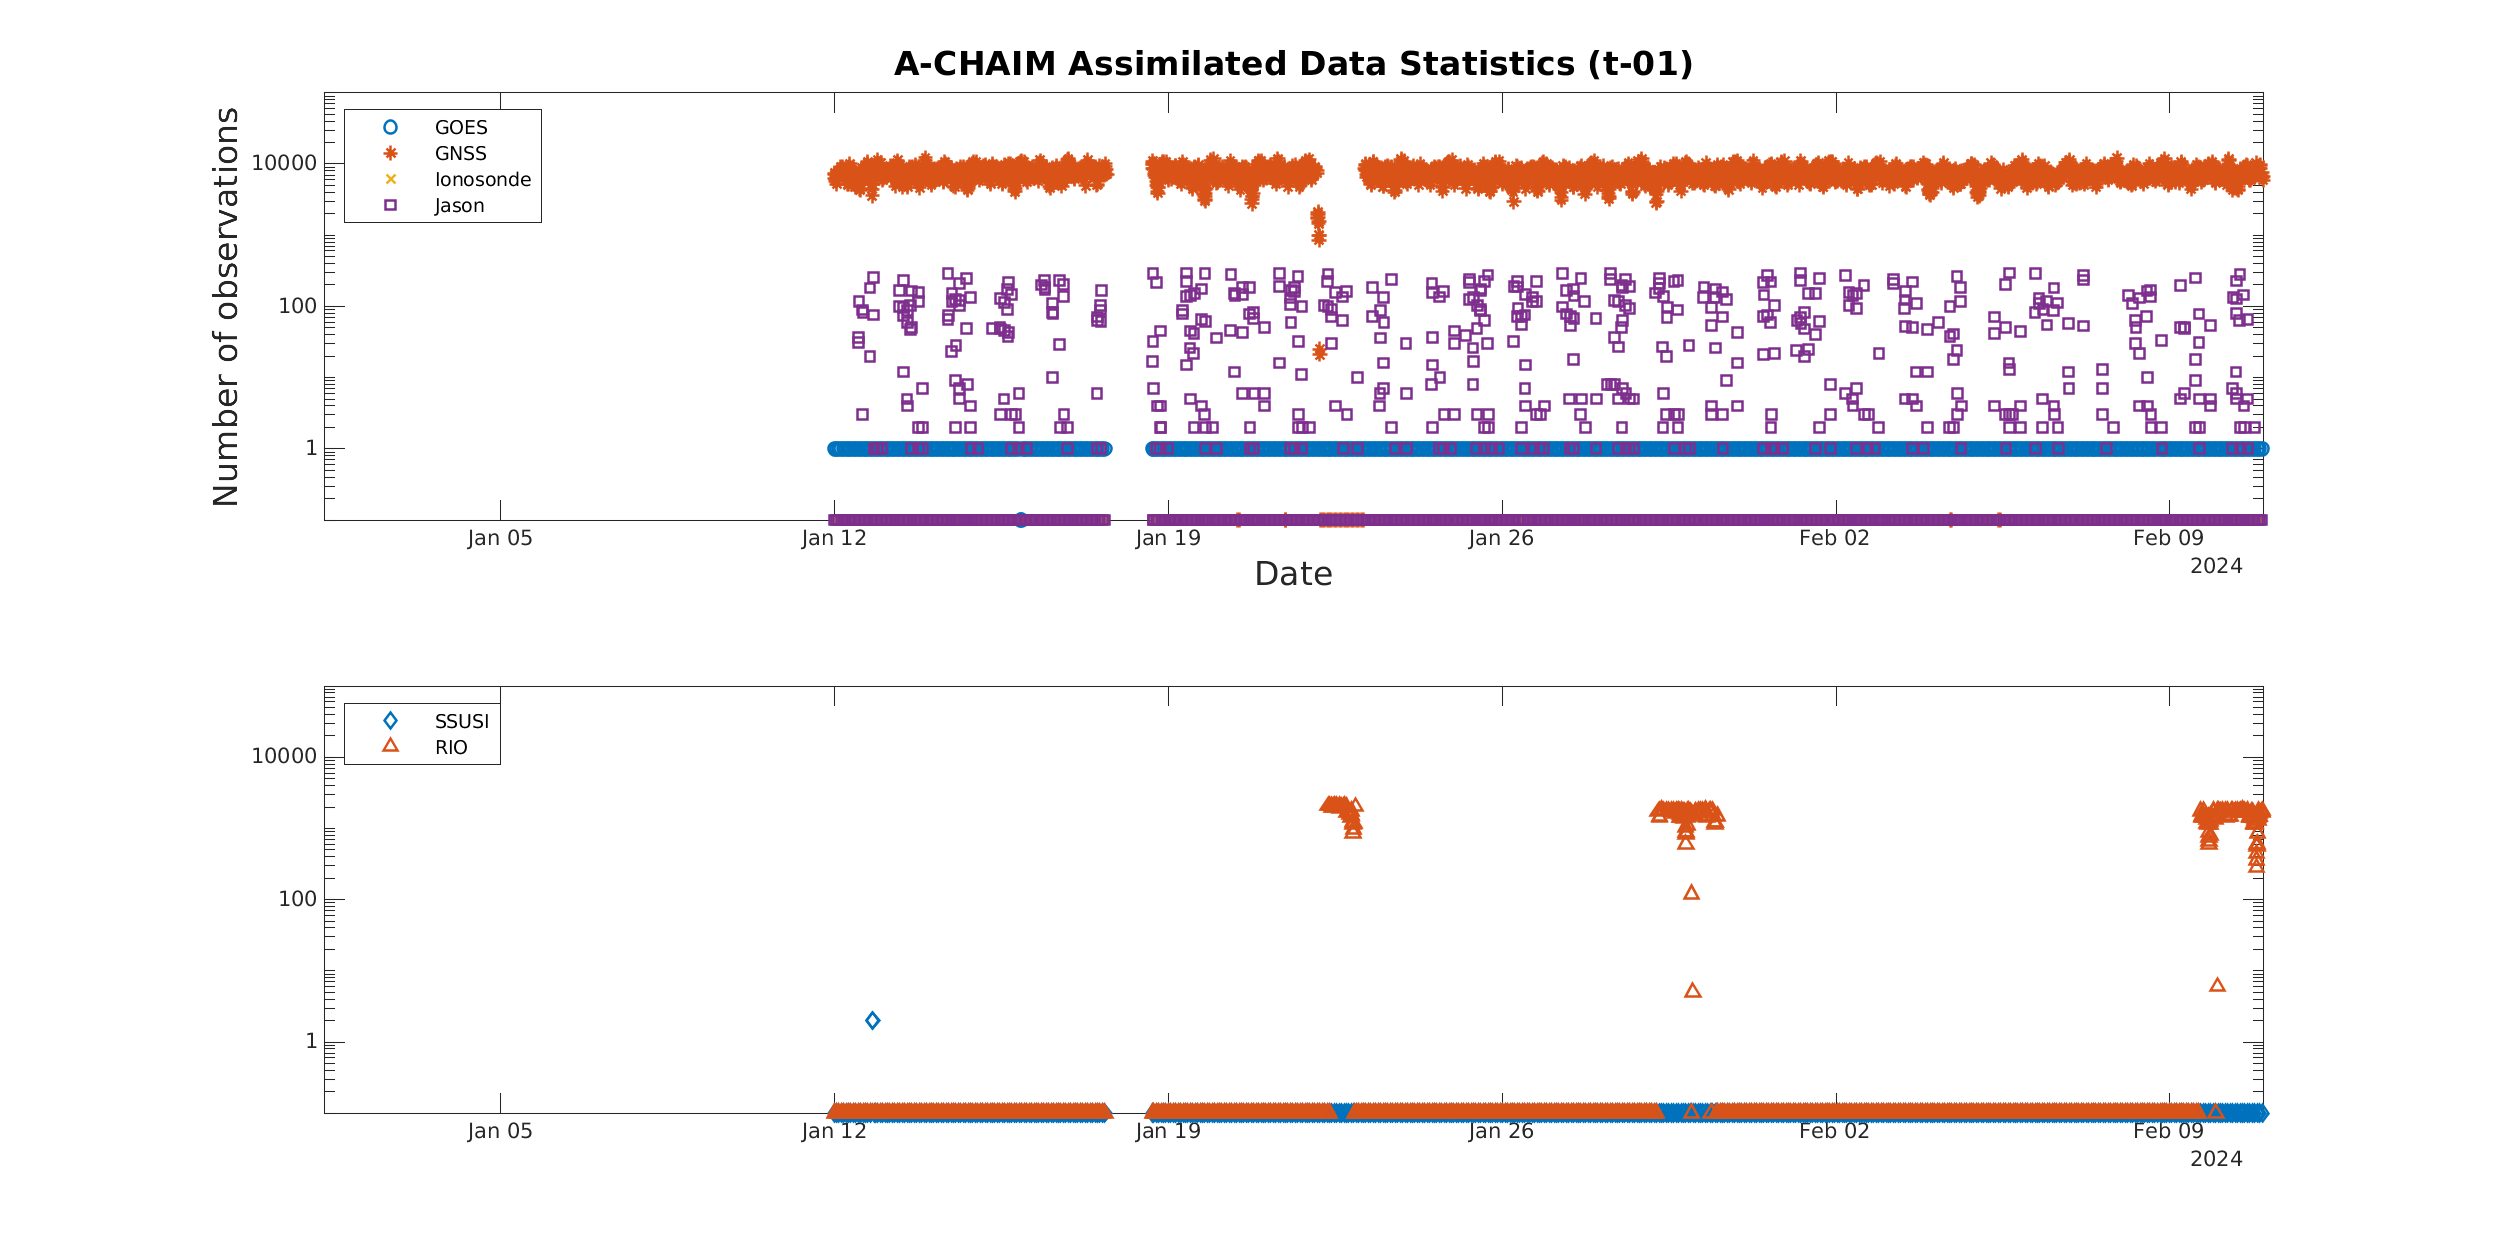 A-CHAIM Assimilated Data Statistics (t-01)
Number of observations
10000
100
1
GOES
GNSS
Ionosonde
Jason
Jan 05
Jan 12
Jan 19
Jan 26
Feb 02
Feb 09
2024
Date
10000
100
1
SSUSI
RIO
Jan 05
Jan 12
Jan 19
Jan 26
Feb 02
Feb 09
2024